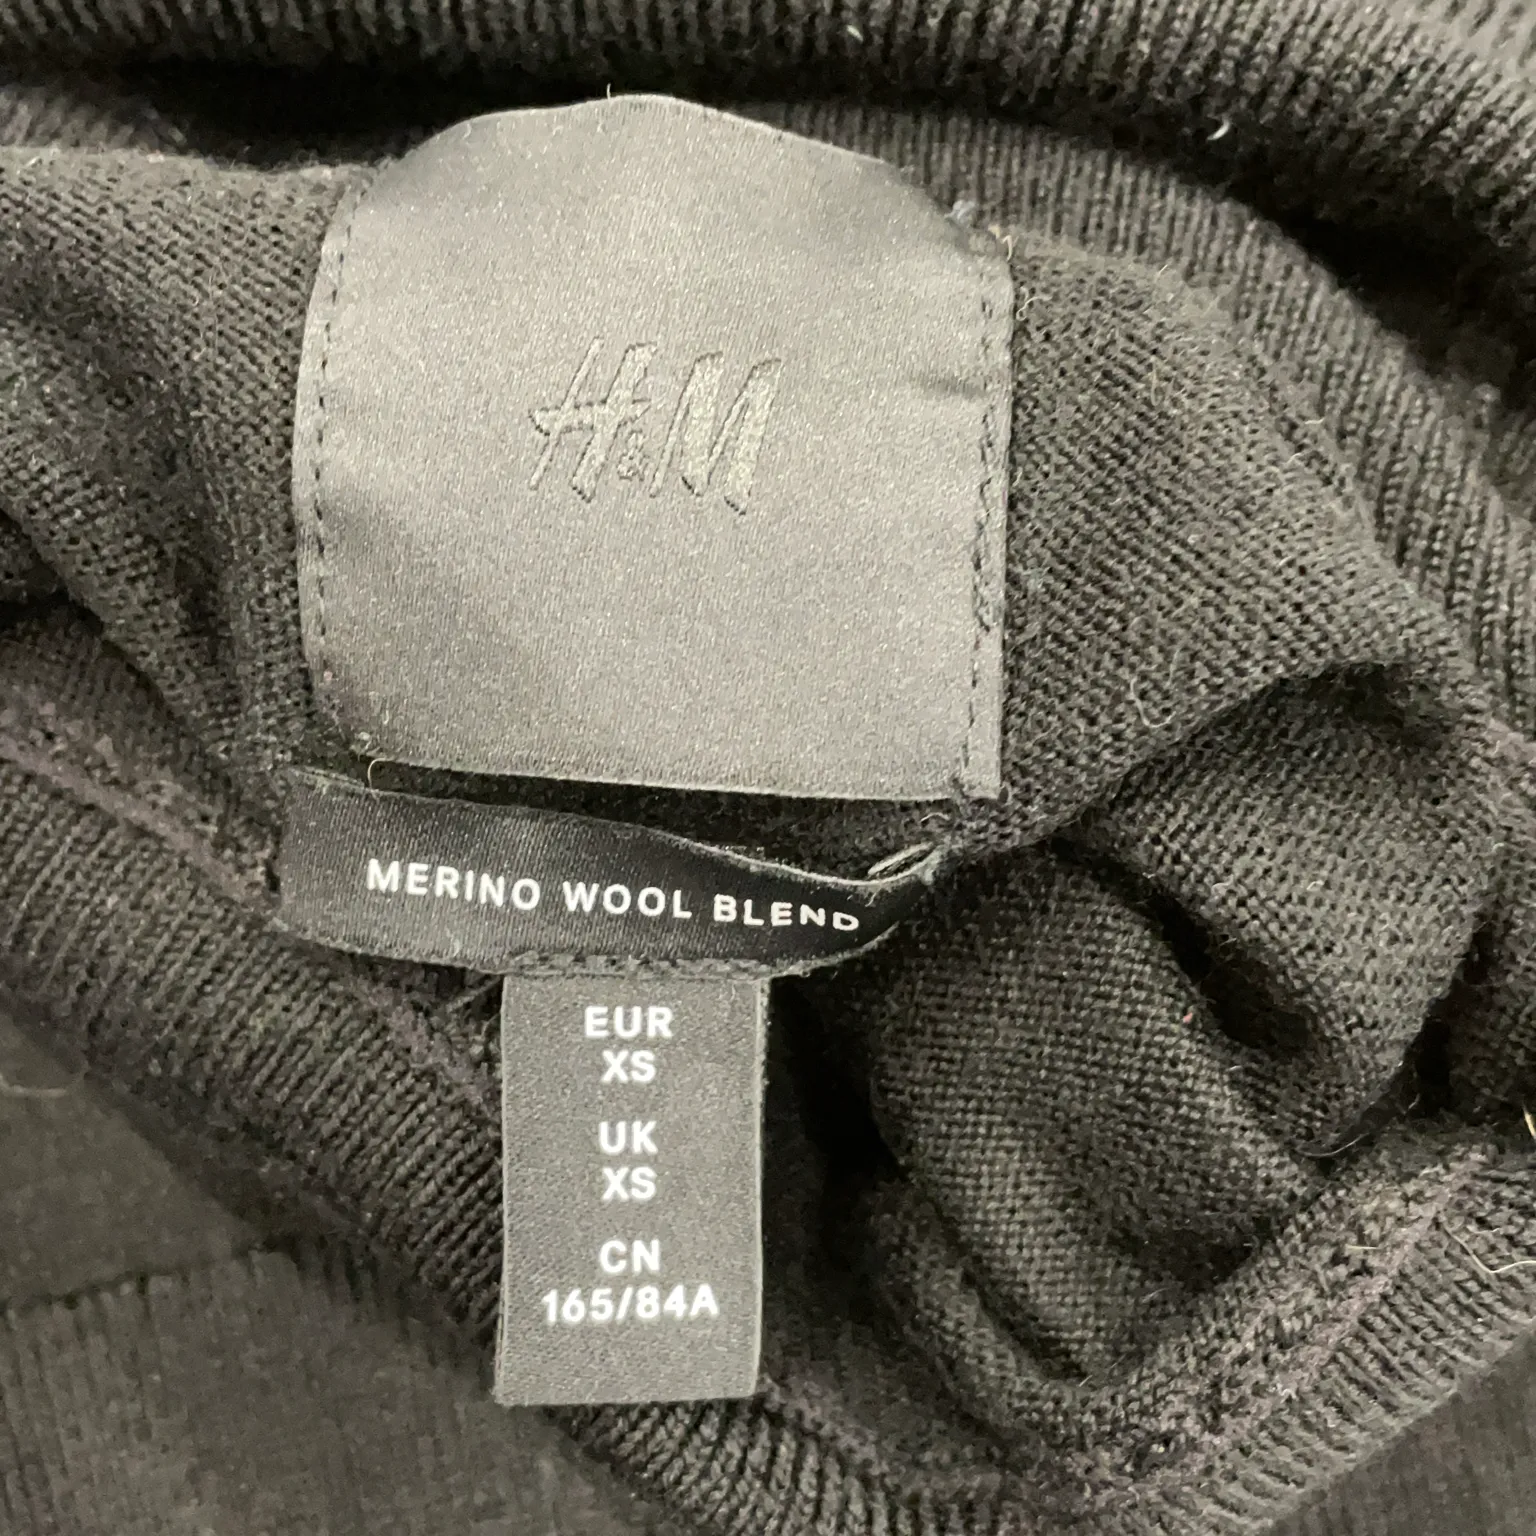 H&M
MERINO WOOL BLEND
EUR
XS
UK
XS
CN
165/84A